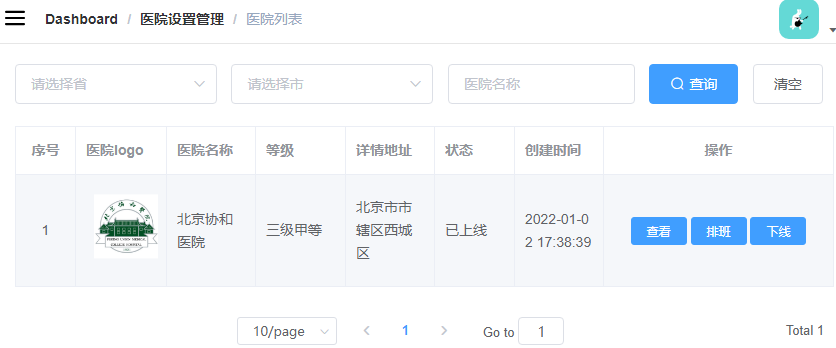 Dashboard / 医院设置管理 / 医院列表
请选择省 请选择市 医院名称 查询 清空
序号 医院logo 医院名称 等级 详情地址 状态 创建时间 操作
1 北京协和 三级甲等 北京市市 已上线 2022-01-0 查看 排班 下线
医院 辖区西城 2 17:38:39
区
10/page 1 Go to 1 Total 1